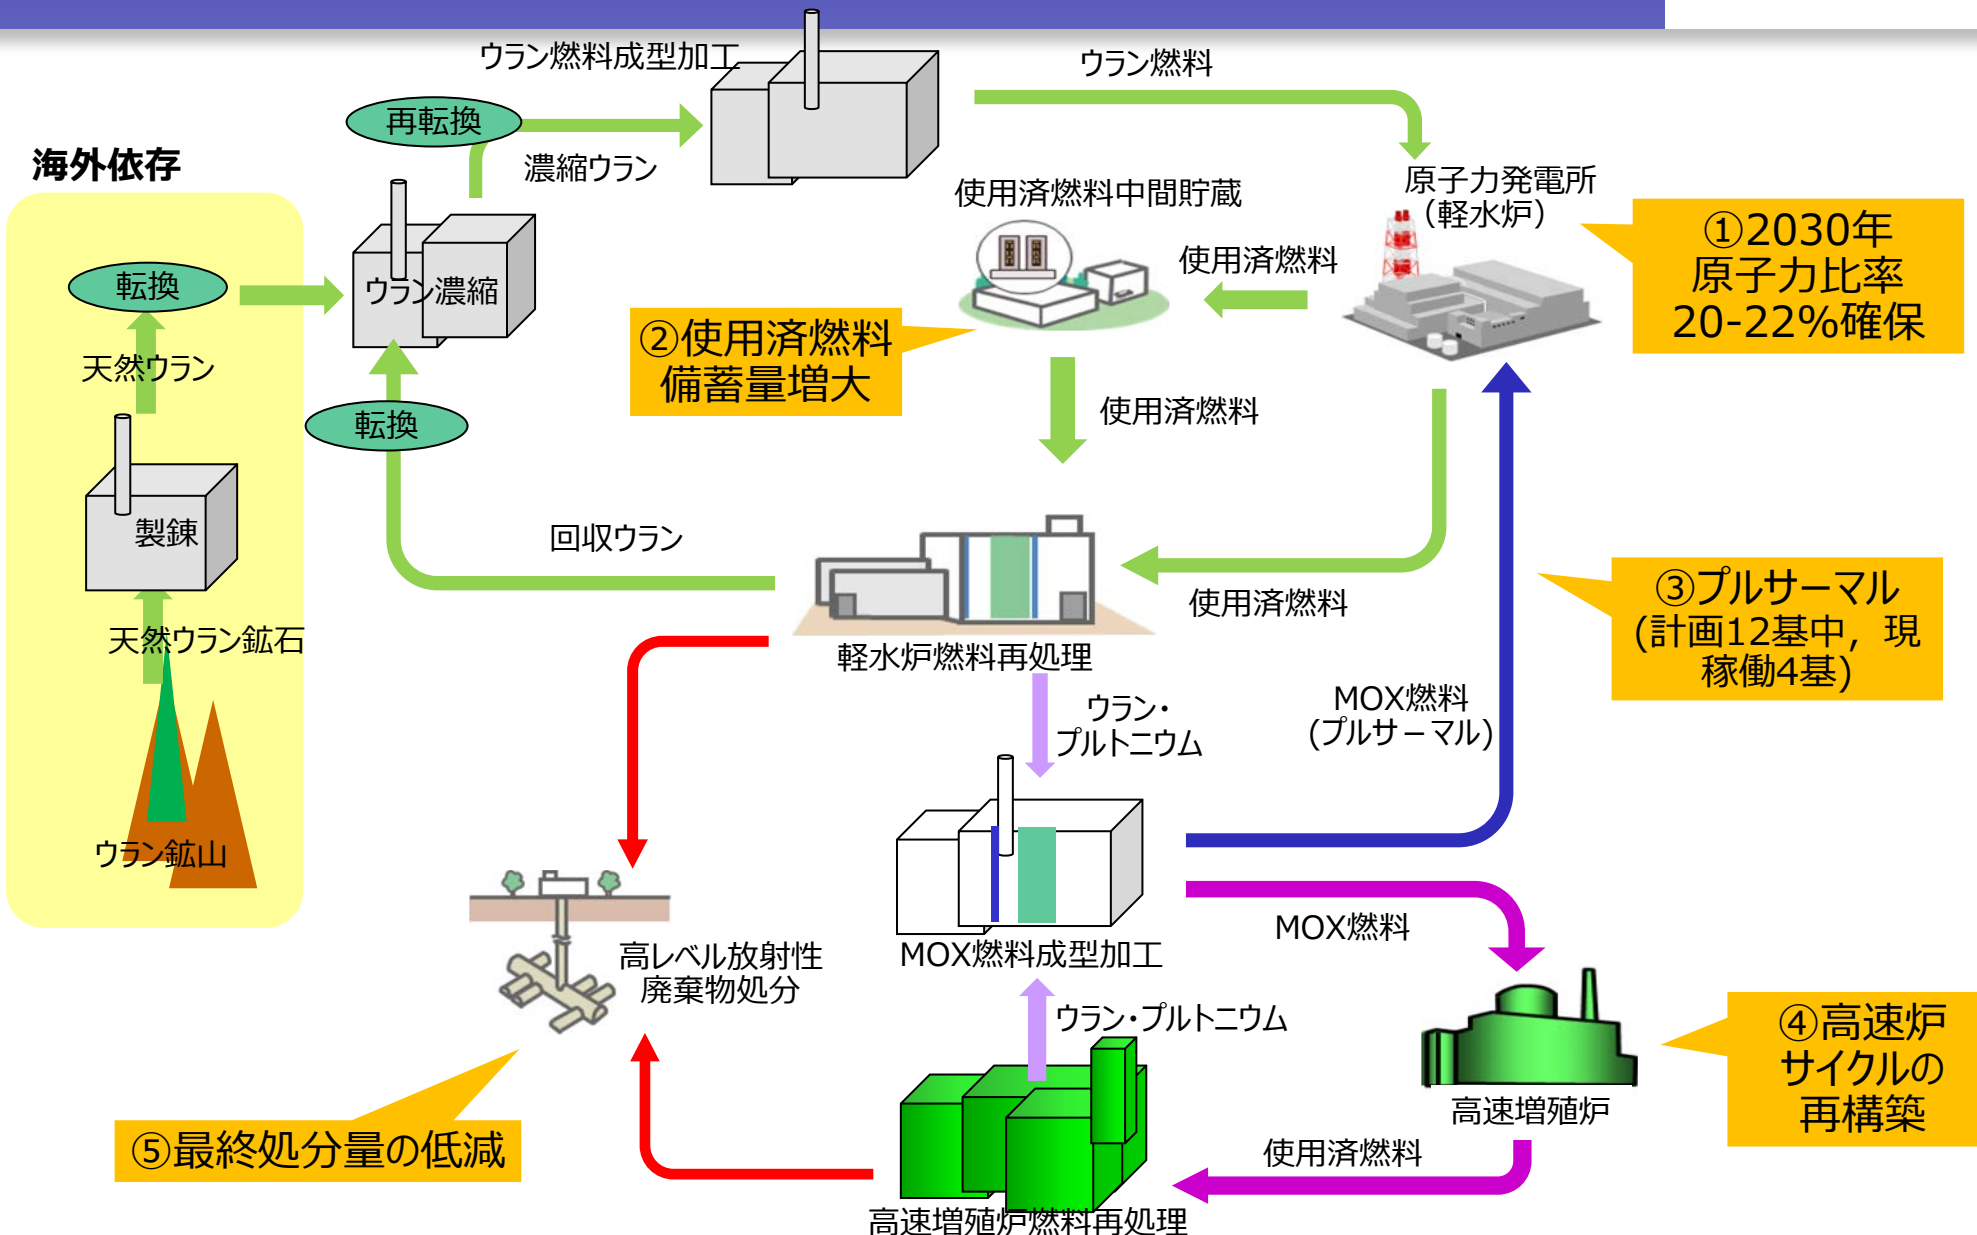 ウラン燃料成型加工
ウラン燃料
再転換
濃縮ウラン
海外依存
転換
天然ウラン
製錬
天然ウラン鉱石
ウラン鉱山
ウラン濃縮
転換
回収ウラン
使用済燃料中間貯蔵
使用済燃料
原子力発電所
（軽水炉）
①2030年
原子力比率
20-22%確保
②使用済燃料
備蓄量増大
使用済燃料
使用済燃料
軽水炉燃料再処理
ウラン・
プルトニウム
MOX燃料
(プルサーマル)
③プルサーマル
(計画12基中，現
稼働4基)
MOX燃料成型加工
MOX燃料
高レベル放射性
廃棄物処分
ウラン・プルトニウム
高速増殖炉
④高速炉
サイクルの
再構築
⑤最終処分量の低減
使用済燃料
高速増殖炉燃料再処理